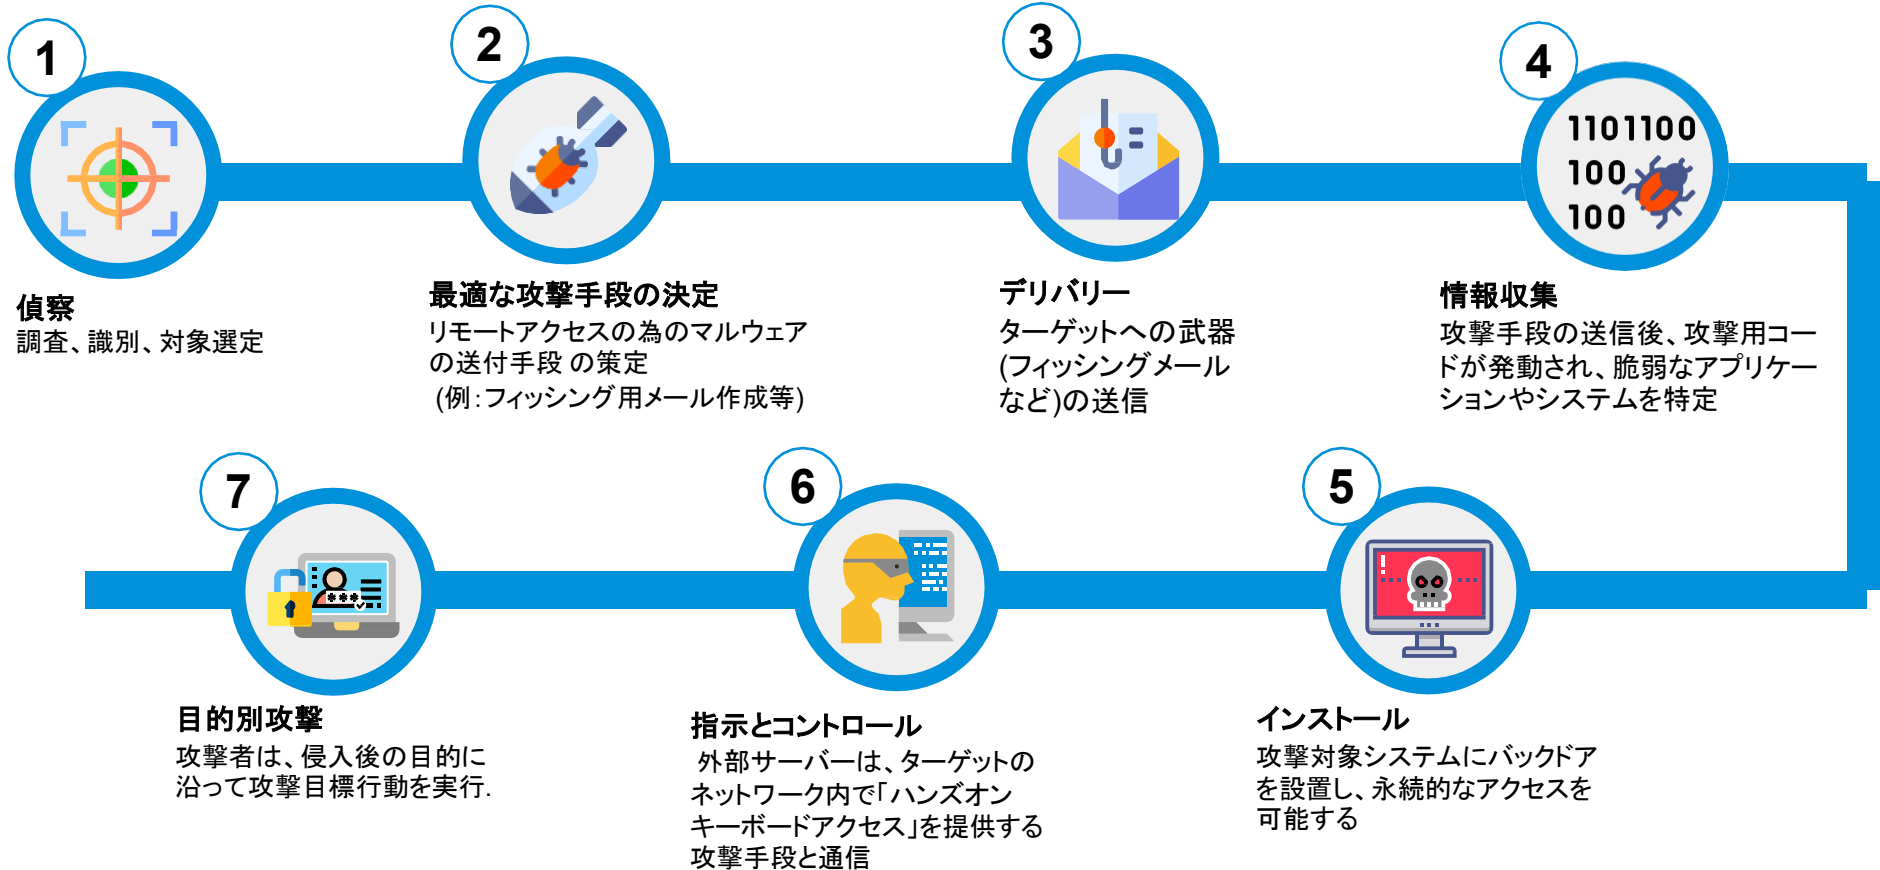 1
偵察
調査、識別、対象選定
2
最適な攻撃手段の決定
リモートアクセスの為のマルウェア
の送付手段 の策定
(例：フィッシング用メール作成等)
3
デリバリー
ターゲットへの武器
(フィッシングメール
など)の送信
4
1101100
100
100
情報収集
攻撃手段の送信後、攻撃用コー
ドが発動され、脆弱なアプリケー
ションやシステムを特定
5
インストール
攻撃対象システムにバックドア
を設置し、永続的なアクセスを
可能する
6
指示とコントロール
外部サーバーは、ターゲットの
ネットワーク内で「ハンズオン
キーボードアクセス」を提供する
攻撃手段と通信
7
目的別攻撃
攻撃者は、侵入後の目的に
沿って攻撃目標行動を実行.